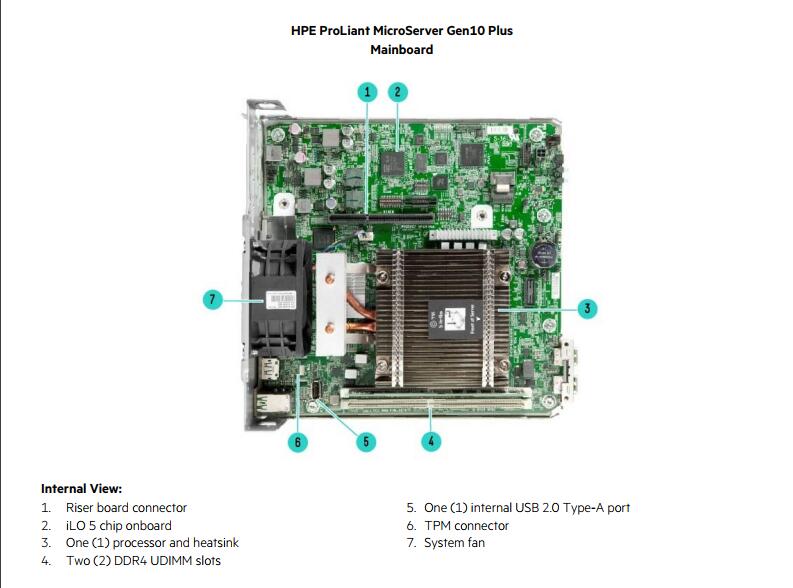 HPE ProLiant MicroServer Gen10 Plus
Mainboard
1
2
7
3
6
5
4
Internal View:
1. Riser board connector
2. iLO 5 chip onboard
3. One (1) processor and heatsink
4. Two (2) DDR4 UDIMM slots
5. One (1) internal USB 2.0 Type-A port
6. TPM connector
7. System fan